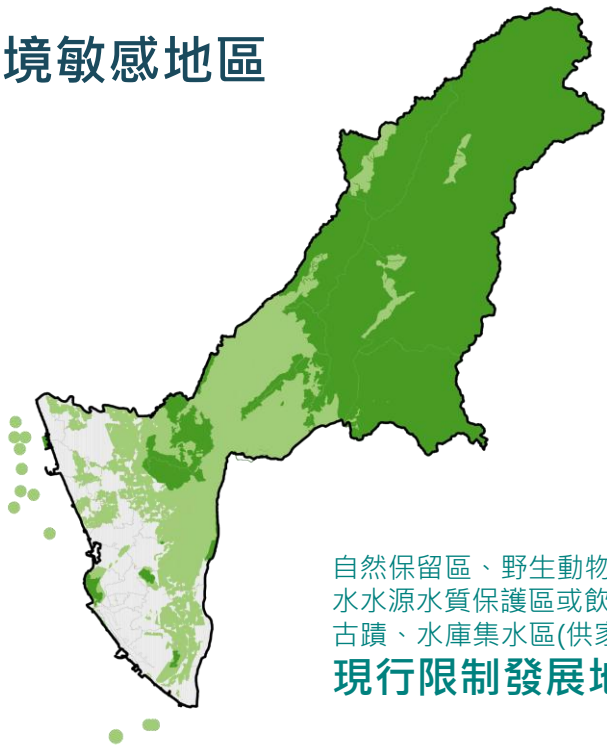 境敏感地區
自然保留區、野生動物
水水源水質保護區或飲
古蹟、水庫集水區(供家
現行限制發展地